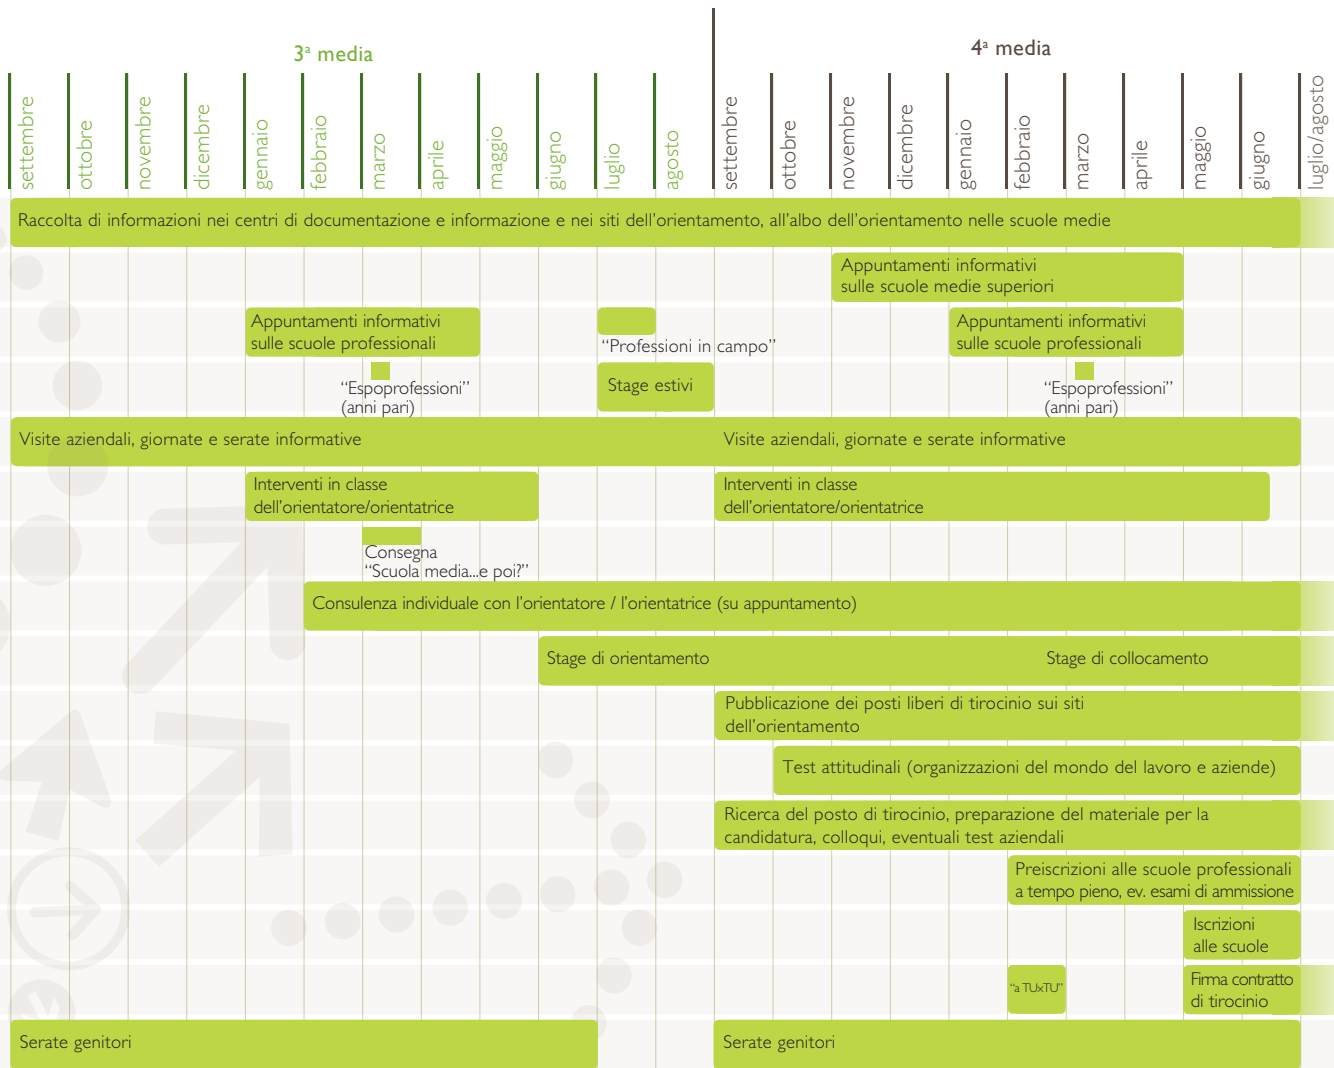 3ª media
4ª media
settembre
ottobre
novembre
dicembre
gennaio
febbraio
marzo
aprile
maggio
giugno
luglio
agosto
settembre
ottobre
novembre
dicembre
gennaio
febbraio
marzo
aprile
maggio
giugno
luglio/agosto
Raccolta di informazioni nei centri di documentazione e informazione e nei siti dell’orientamento, all’albo dell’orientamento nelle scuole medie
Appuntamenti informativi
sulle scuole medie superiori
Appuntamenti informativi
sulle scuole professionali
“Professioni in campo”
Appuntamenti informativi
sulle scuole professionali
“Espoprofessioni”
(anni pari)
Stage estivi
“Espoprofessioni”
(anni pari)
Visite aziendali, giornate e serate informative
Visite aziendali, giornate e serate informative
Interventi in classe
dell’orientatore/orientatrice
Interventi in classe
dell’orientatore/orientatrice
Consegna
“Scuola media...e poi?”
Consulenza individuale con l’orientatore / l’orientatrice (su appuntamento)
Stage di orientamento
Stage di collocamento
Pubblicazione dei posti liberi di tirocinio sui siti
dell’orientamento
Test attitudinali (organizzazioni del mondo del lavoro e aziende)
Ricerca del posto di tirocinio, preparazione del materiale per la
candidatura, colloqui, eventuali test aziendali
Preiscrizioni alle scuole professionali
a tempo pieno, ev. esami di ammissione
Iscrizioni
alle scuole
“a TUxTU”
Firma contratto
di tirocinio
Serate genitori
Serate genitori